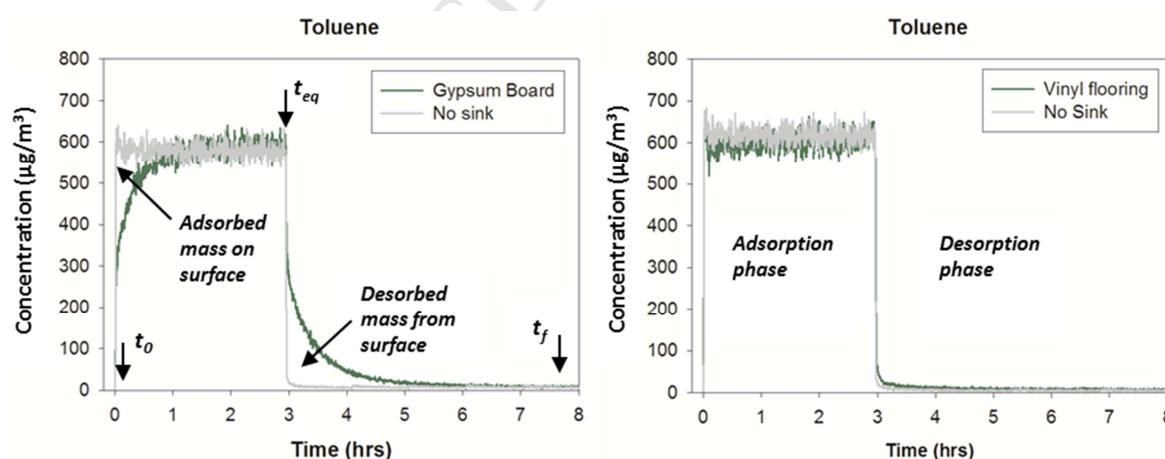 Toluene
800
700
600
500
400
300
200
100
0
Concentration (µg/m³)
Gypsum Board
No sink
t_eq
Adsorbed
mass on
surface
Desorbed
mass from
surface
t_0
t_f
0 1 2 3 4 5 6 7 8
Time (hrs)
Toluene
800
700
600
500
400
300
200
100
0
Concentration (µg/m³)
Vinyl flooring
No Sink
Adsorption
phase
Desorption
phase
0 1 2 3 4 5 6 7 8
Time (hrs)